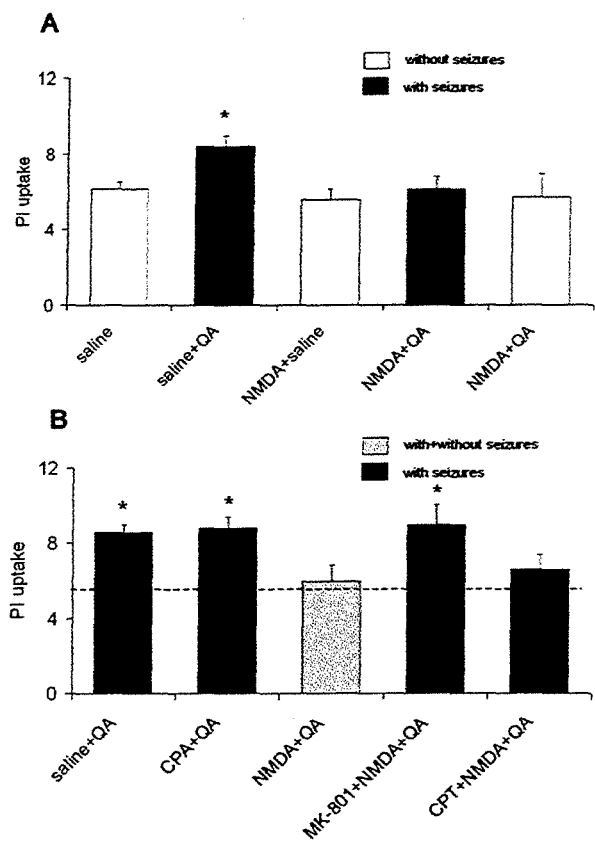 A
without seizures
with seizures
12
*
8
PI uptake
4
0
saline
saline+QA
NMDA+saline
NMDA+QA
NMDA+QA
B
with+without seizures
with seizures
12
*
*
*
8
PI uptake
4
0
saline+QA
CPA+QA
NMDA+QA
MK-801+NMDA+QA
CPT+NMDA+QA